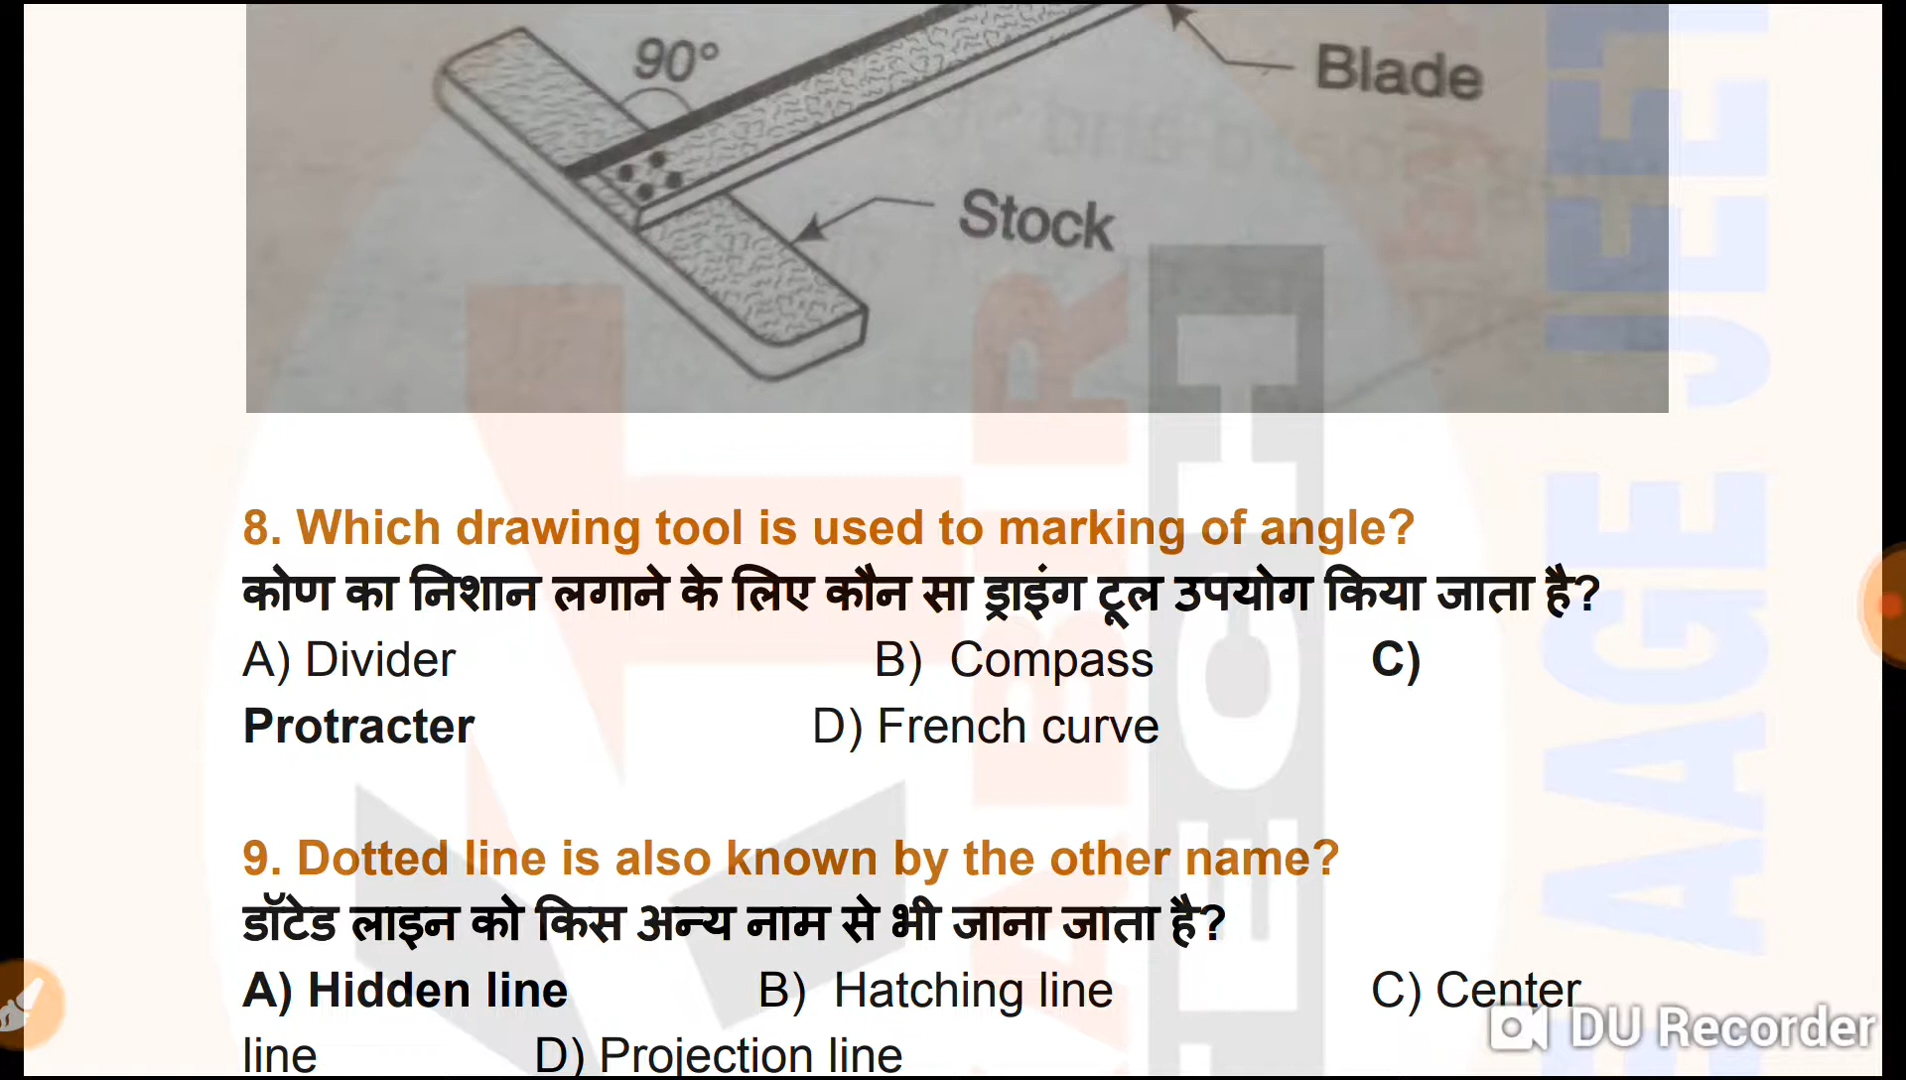 90°
Blade
Stock
8. Which drawing tool is used to marking of angle?
कोण का निशान लगाने के लिए कौन सा ड्राइंग टूल उपयोग किया जाता है?
A) Divider B) Compass C)
Protracter D) French curve
9. Dotted line is also known by the other name?
डॉटेड लाइन को किस अन्य नाम से भी जाना जाता है?
A) Hidden line B) Hatching line C) Center
line D) Projection line
DU Recorder
AAGE